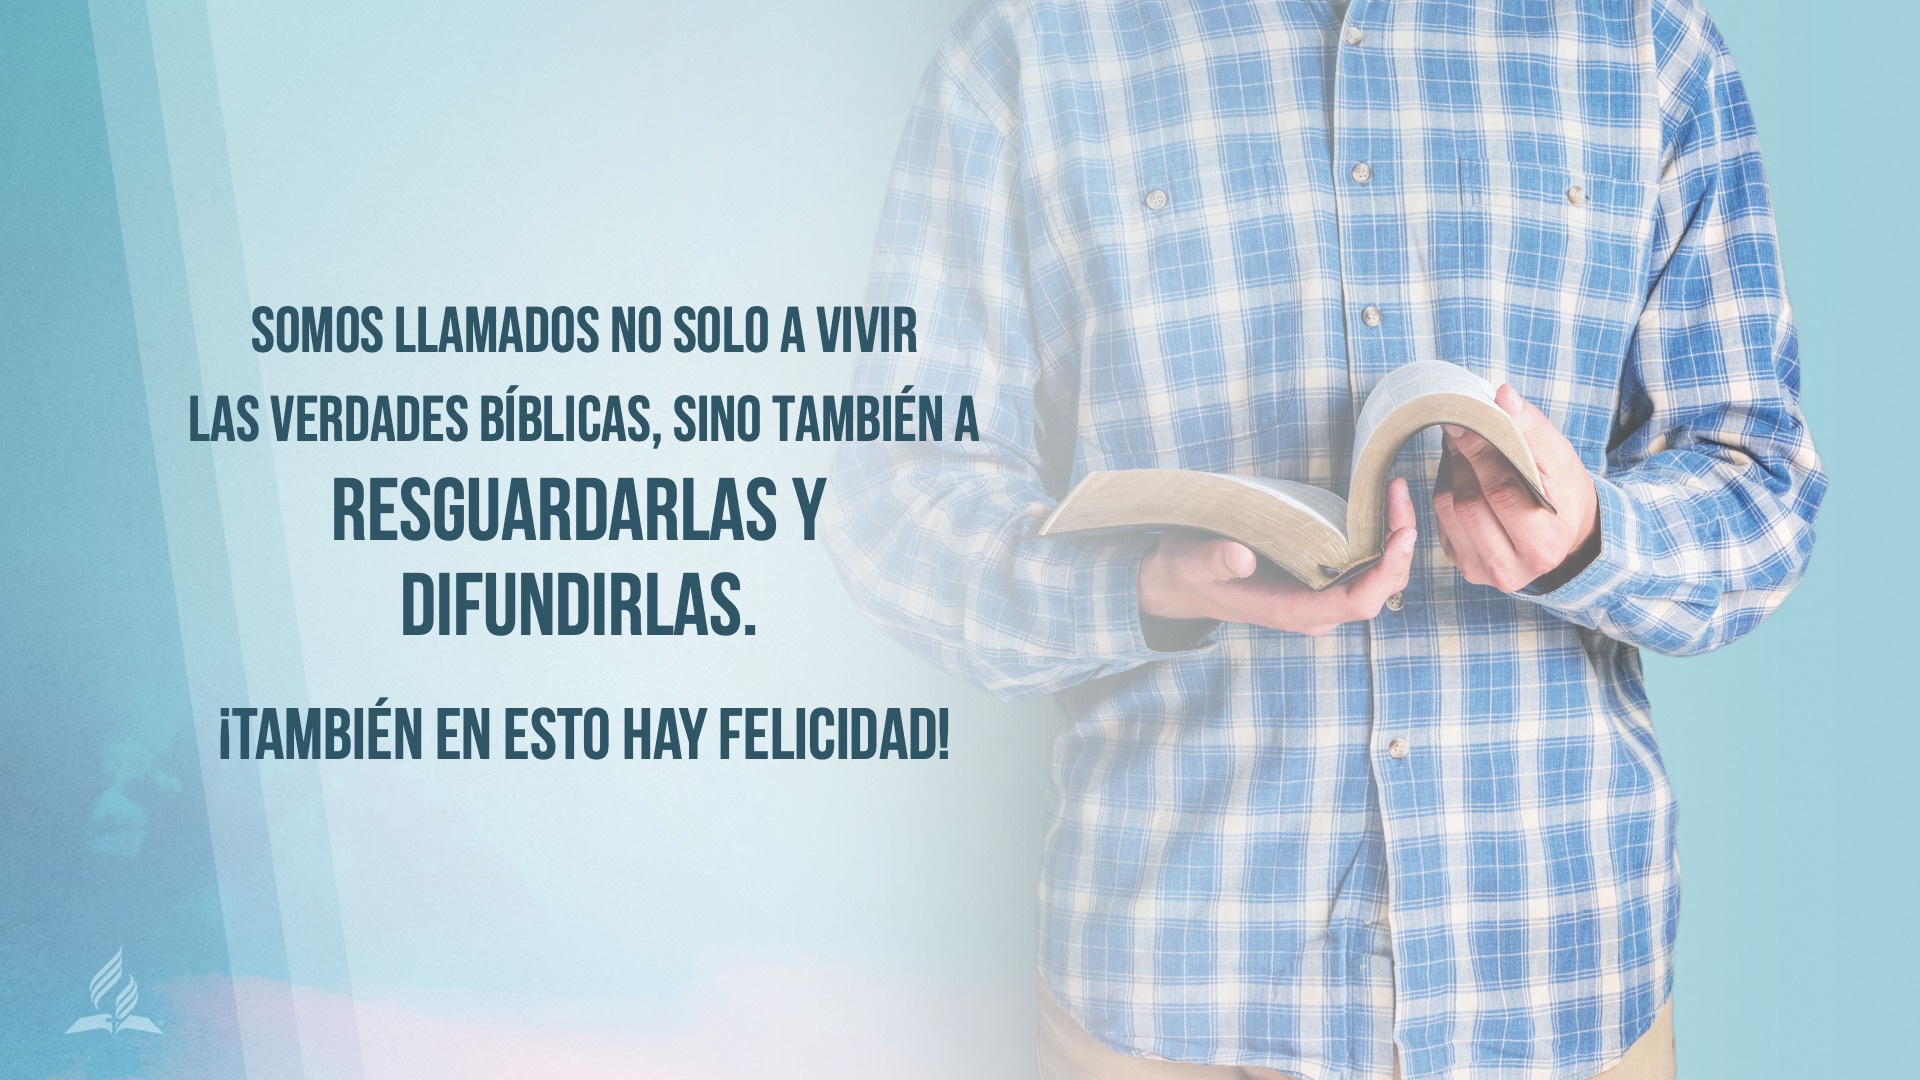 SOMOS LLAMADOS NO SOLO A VIVIR
LAS VERDADES BÍBLICAS, SINO TAMBIÉN A
RESGUARDARLAS Y
DIFUNDIRLAS.
¡TAMBIÉN EN ESTO HAY FELICIDAD!